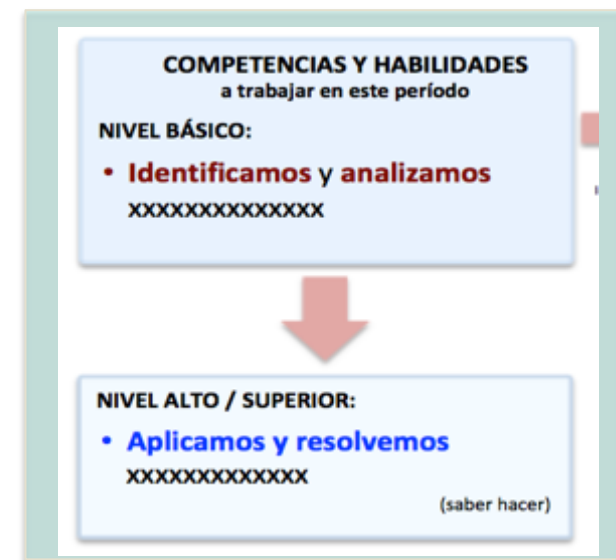 COMPETENCIAS Y HABILIDADES
a trabajar en este período
NIVEL BÁSICO:
• Identificamos y analizamos
xxxxxxxxxxxxxx
NIVEL ALTO / SUPERIOR:
• Aplicamos y resolvemos
xxxxxxxxxxxxx
(saber hacer)